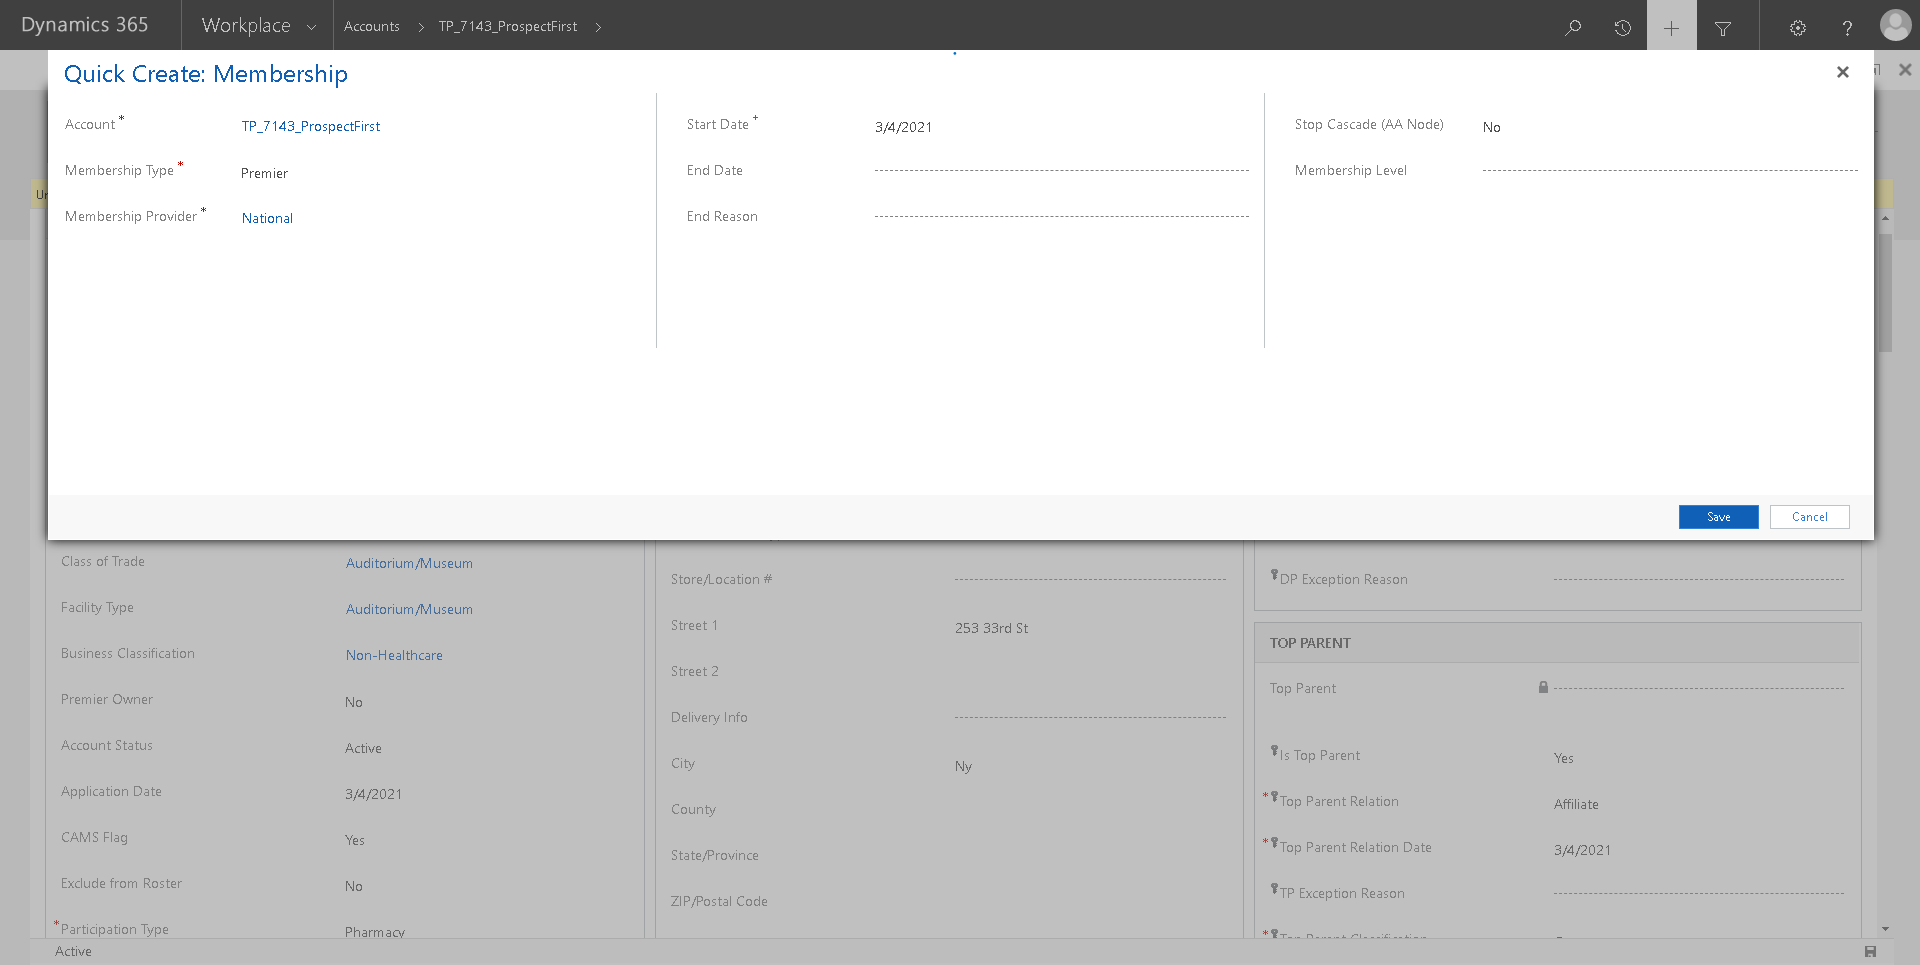 Dynamics 365 Workplace Accounts TP_7143_ProspectFirst
Quick Create: Membership
Account * TP_7143_ProspectFirst
Membership Type * Premier
Membership Provider * National
Start Date * 3/4/2021
End Date
End Reason
Stop Cascade (AA Node) No
Membership Level
Save Cancel
Class of Trade Auditorium/Museum
Facility Type Auditorium/Museum
Business Classification Non-Healthcare
Premier Owner No
Account Status Active
Application Date 3/4/2021
CAMS Flag Yes
Exclude from Roster No
* Participation Type Pharmacy
Store/Location #
Street 1 253 33rd St
Street 2
Delivery Info
City Ny
County
State/Province
ZIP/Postal Code
DP Exception Reason
TOP PARENT
Top Parent
Is Top Parent Yes
* Top Parent Relation Affiliate
* Top Parent Relation Date 3/4/2021
TP Exception Reason
* Top Parent Classification
Active